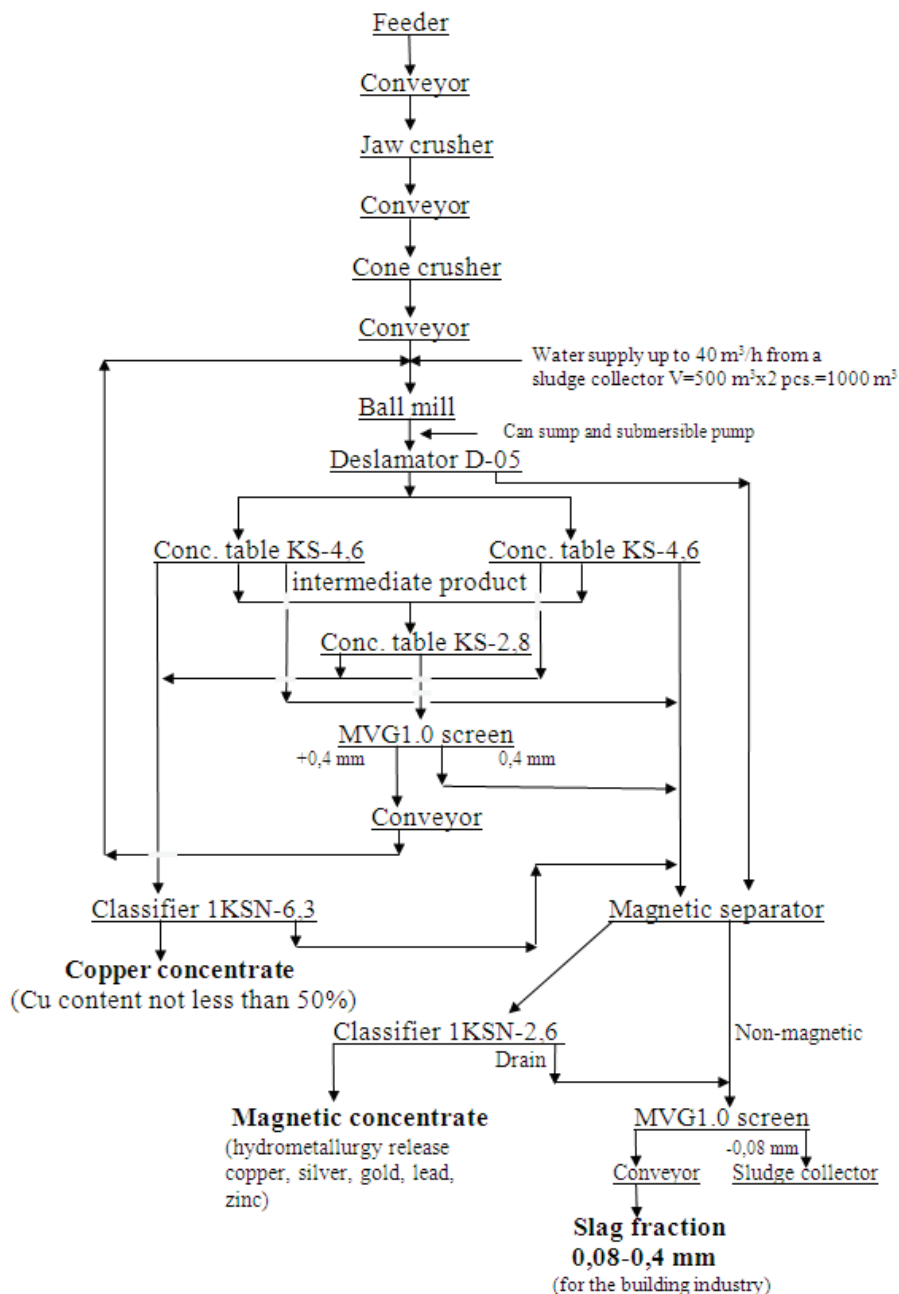 Feeder
Conveyor
Jaw crusher
Conveyor
Cone crusher
Conveyor
Water supply up to 40 m³/h from a
sludge collector V=500 m³x2 pcs.=1000 m³
Ball mill
Can sump and submersible pump
Deslamator D-05
Conc. table KS-4,6
Conc. table KS-4,6
intermediate product
Conc. table KS-2,8
MVG1.0 screen
+0,4 mm
0,4 mm
Conveyor
Classifier 1KSN-6,3
Magnetic separator
Copper concentrate
(Cu content not less than 50%)
Classifier 1KSN-2,6
Drain
Non-magnetic
Magnetic concentrate
(hydrometallurgy release
copper, silver, gold, lead,
zinc)
MVG1.0 screen
-0,08 mm
Conveyor
Sludge collector
Slag fraction
0,08-0,4 mm
(for the building industry)